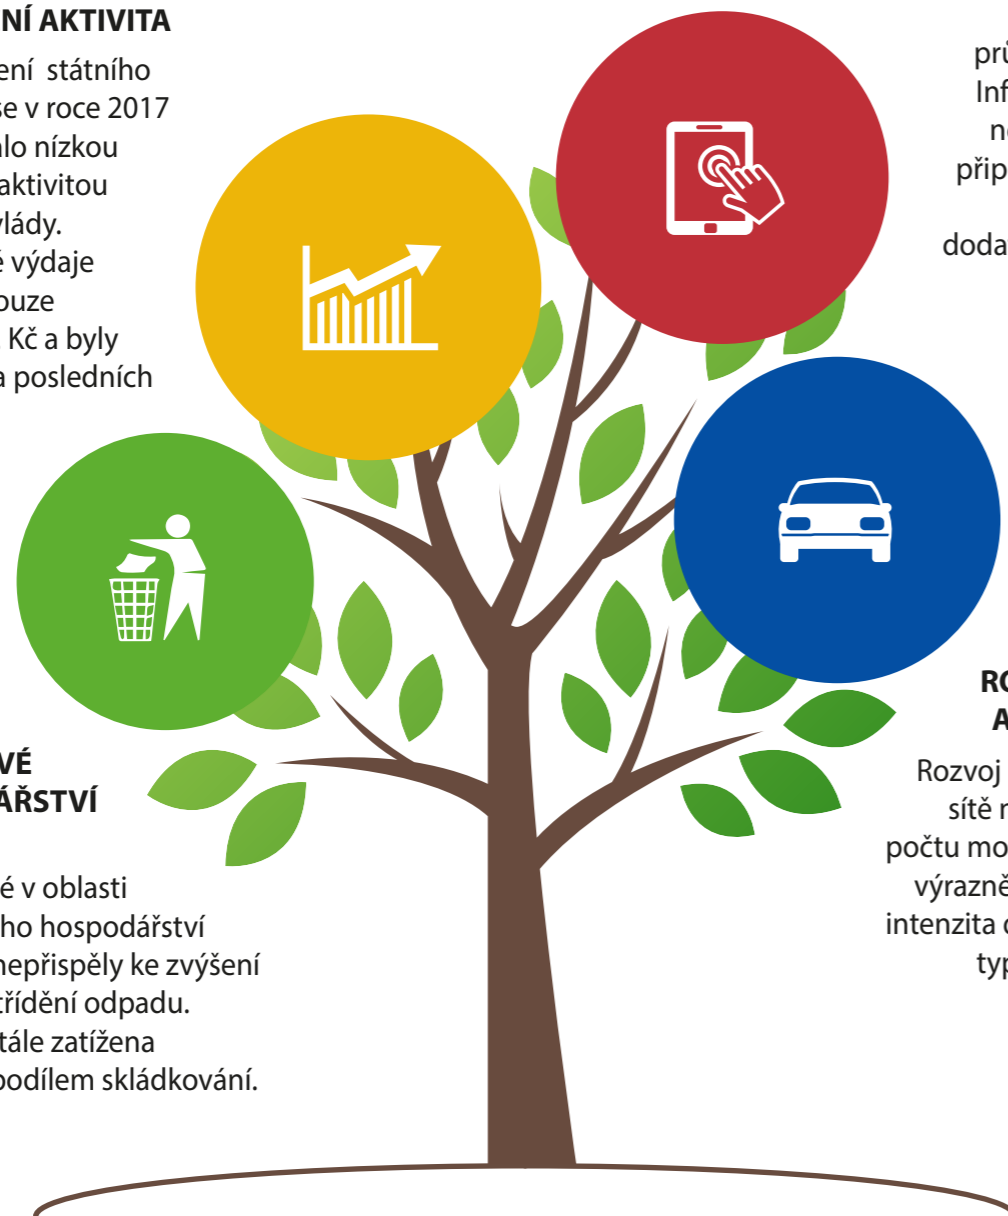 NÍ AKTIVITA
ení státního
se v roce 2017
alo nízkou
aktivitou
vlády.
é výdaje
ouze
Kč a byly
a posledních
VÉ
ÁŘSTVÍ
é v oblasti
ho hospodářství
nepřispěly ke zvýšení
třídění odpadu.
tále zatížena
podílem skládkování.
prů
Inf
ne
přip
doda
RO
A
Rozvoj
sítě n
počtu mo
výrazně
intenzita d
typ